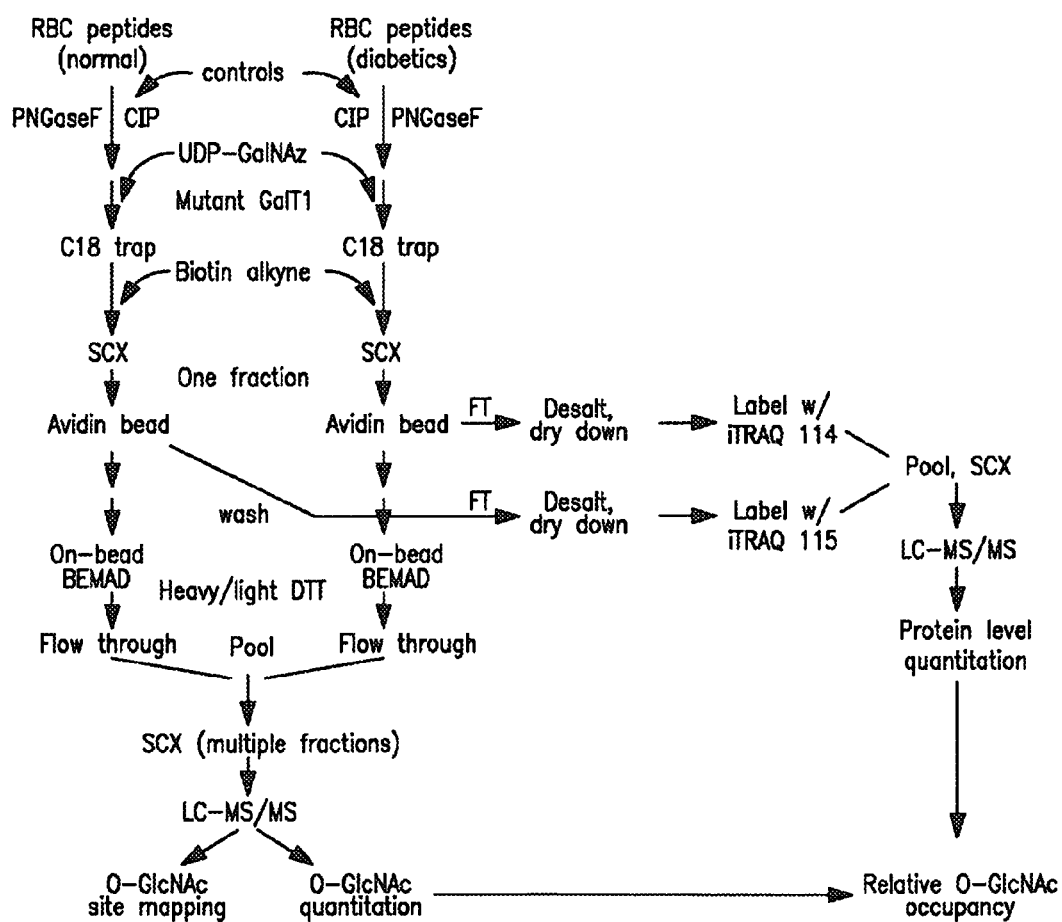 RBC peptides
(normal)
RBC peptides
(diabetics)
controls
PNGaseF
CIP
CIP
PNGaseF
UDP-GalNAz
Mutant GalT1
C18 trap
C18 trap
Biotin alkyne
SCX
SCX
One fraction
Avidin bead
Avidin bead
FT
Desalt,
dry down
Label w/
iTRAQ 114
Pool, SCX
wash
FT
Desalt,
dry down
Label w/
iTRAQ 115
On-bead
BEMAD
On-bead
BEMAD
LC-MS/MS
Heavy/light DTT
Flow through
Pool
Flow through
Protein level
quantitation
SCX (multiple fractions)
LC-MS/MS
O-GlcNAc
site mapping
O-GlcNAc
quantitation
Relative O-GlcNAc
occupancy